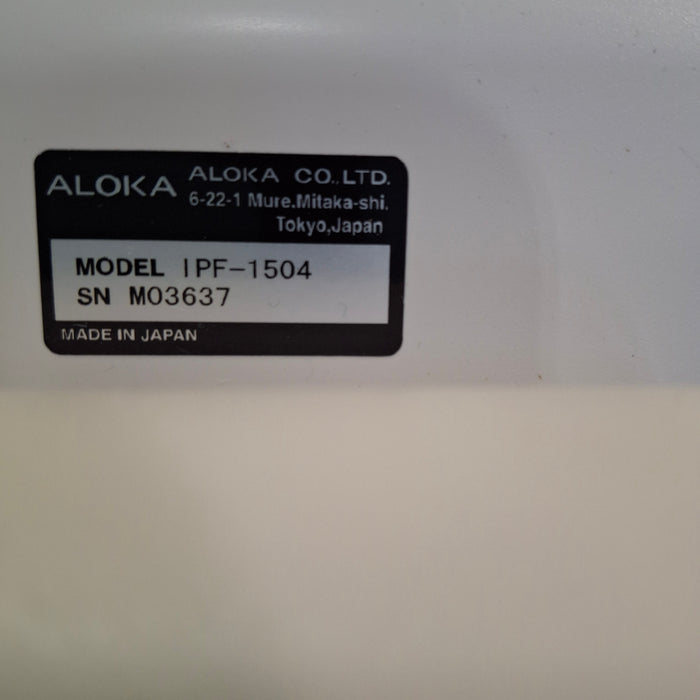 ALOKA
ALOKA CO.,LTD.
6-22-1 Mure.Mitaka-shi.
Tokyo,Japan
MODEL IPF-1504
SN M03637
MADE IN JAPAN